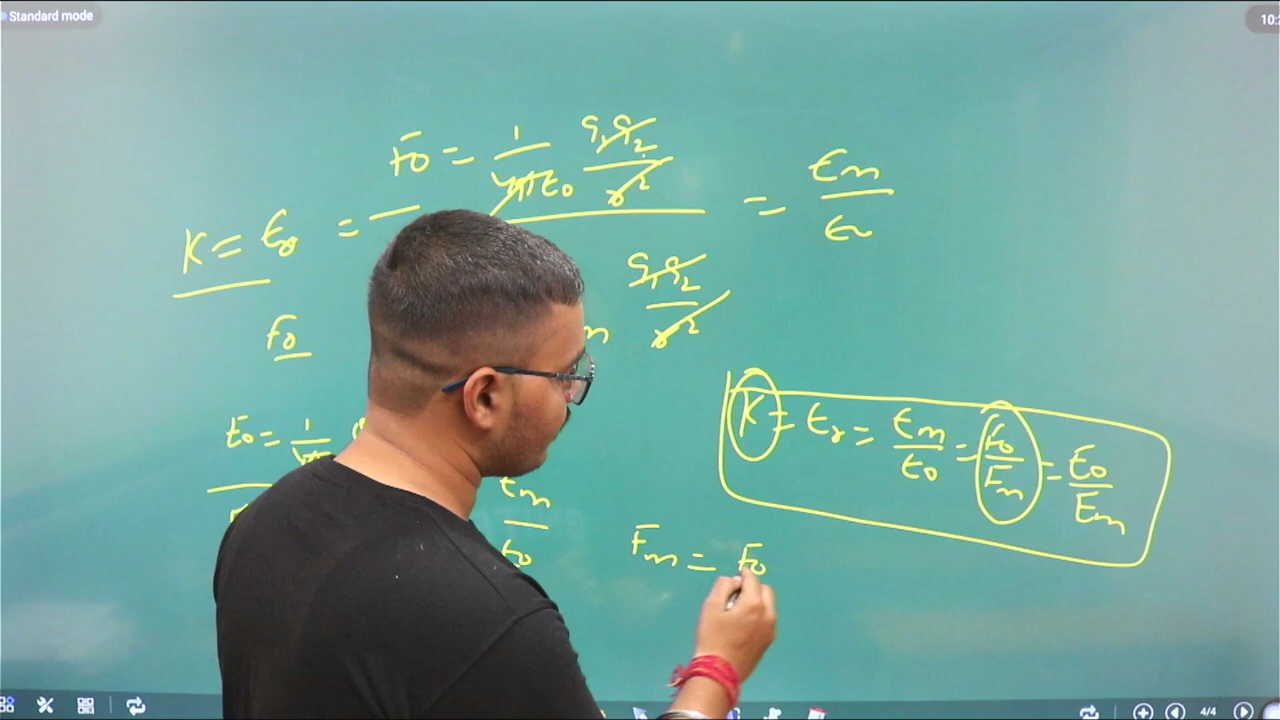 Standard mode
10:
F0 = 1/4πε0 q1q2/r² = εm/ε0
K = εr =
q1q2/r²
F0
m
K = εr = εm/ε0 = F0/Fm = E0/Em
E0 = 1/4π
εm/ε0
Fm = F0
4/4